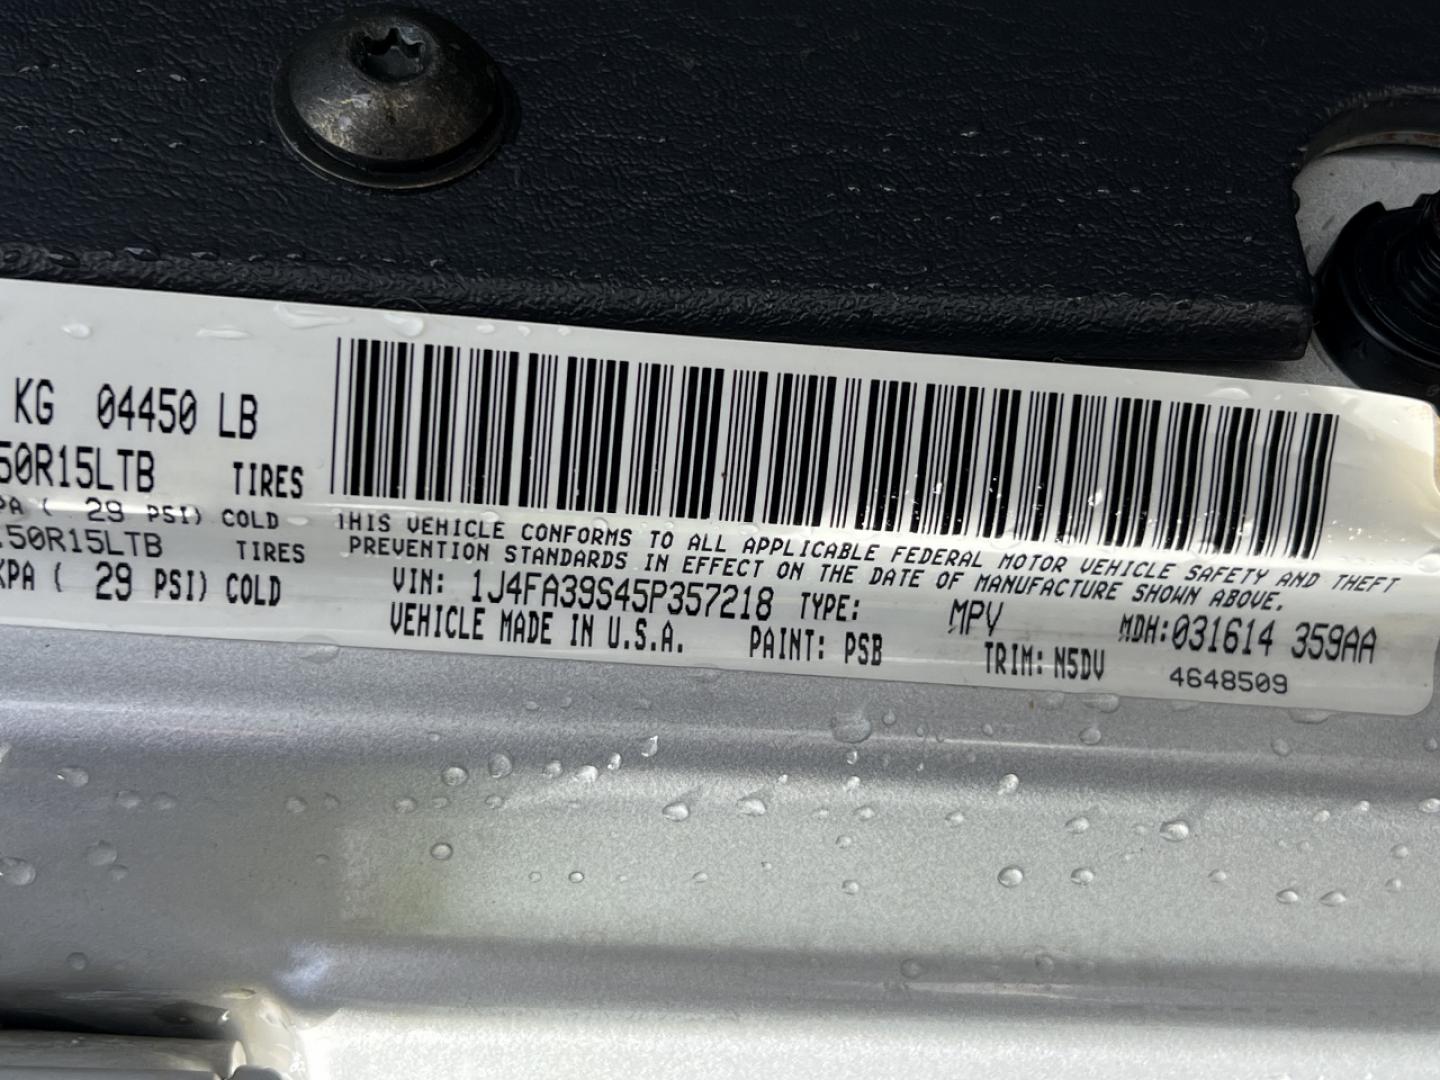 KG 04450 LB
50R15LTB TIRES
PA ( 29 PSI) COLD
.50R15LTB TIRES
KPA ( 29 PSI) COLD
THIS VEHICLE CONFORMS TO ALL APPLICABLE FEDERAL MOTOR VEHICLE SAFETY AND THEFT
PREVENTION STANDARDS IN EFFECT ON THE DATE OF MANUFACTURE SHOWN ABOVE.
VIN: 1J4FA39S45P357218 TYPE: MPV MDH:031614 359AA
VEHICLE MADE IN U.S.A. PAINT: PSB TRIM: N5DV 4648509